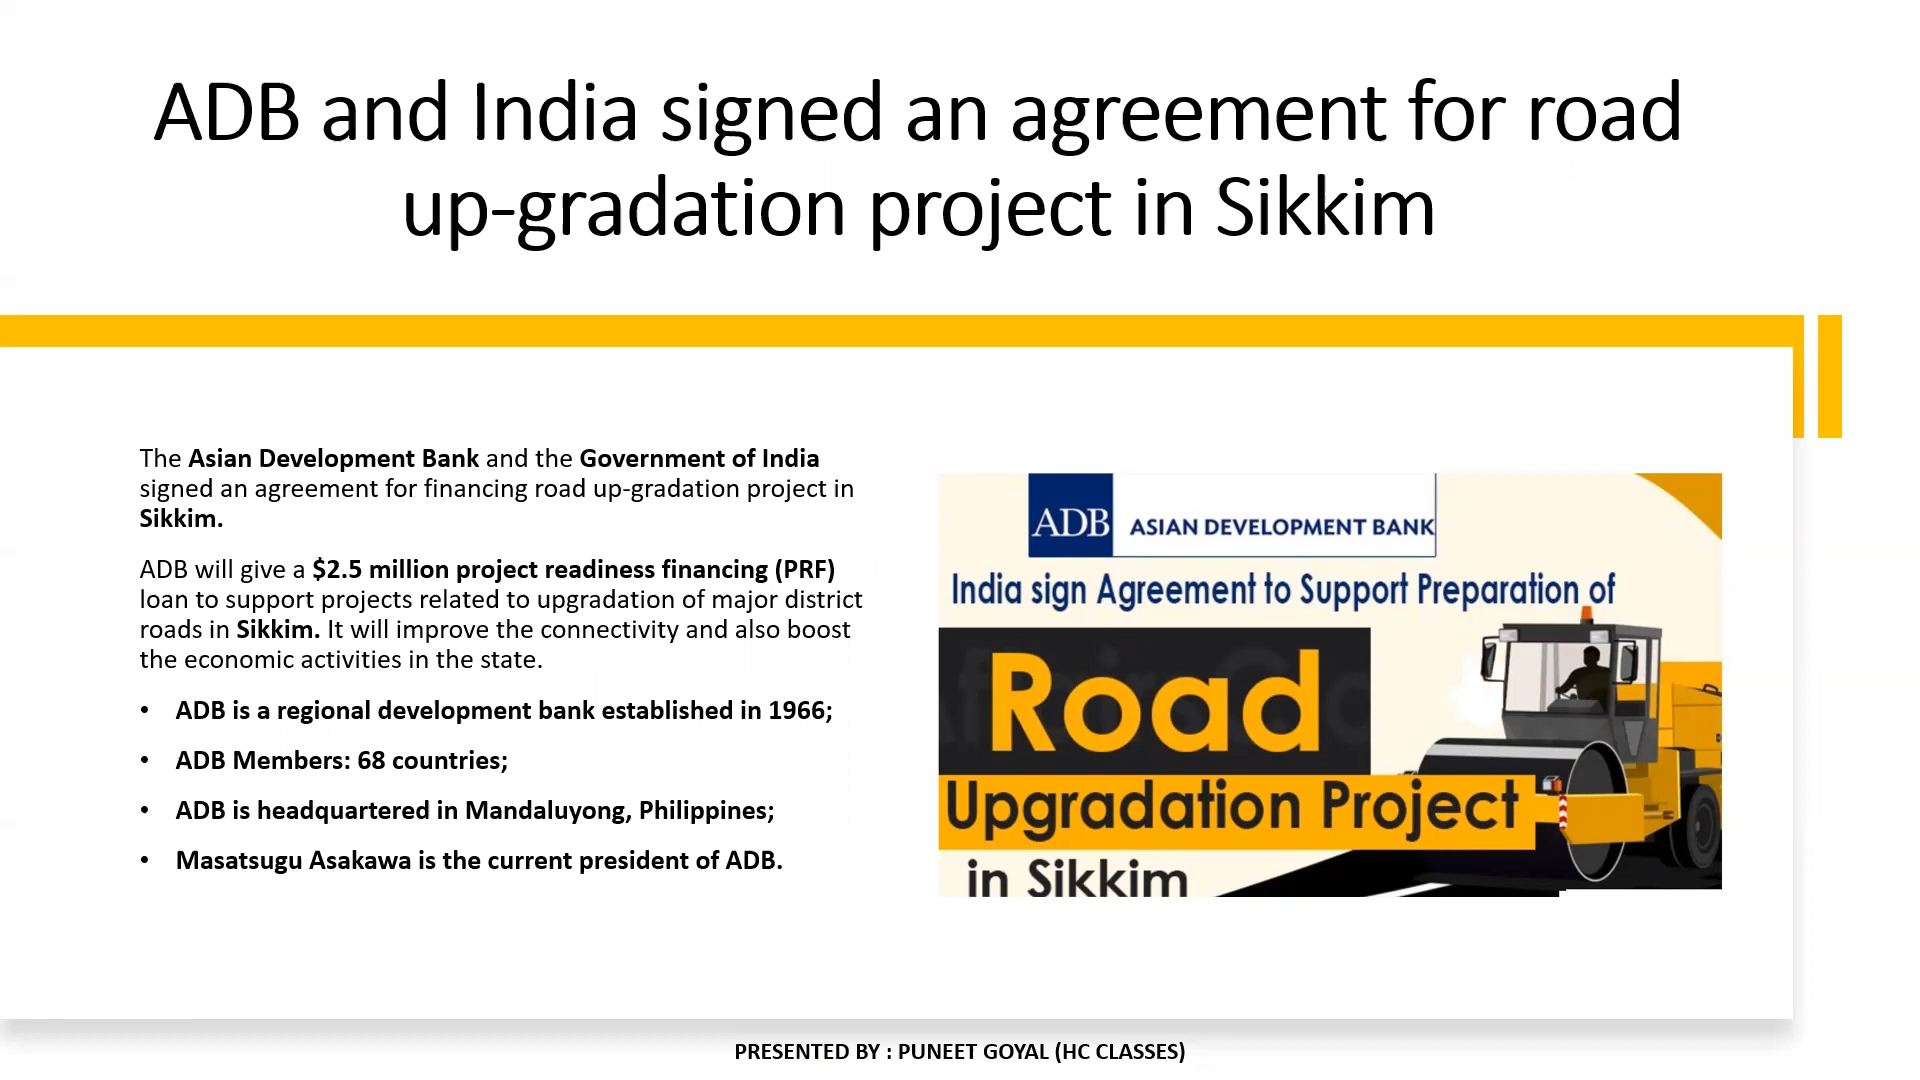 ADB and India signed an agreement for road
up-gradation project in Sikkim
The Asian Development Bank and the Government of India
signed an agreement for financing road up-gradation project in
Sikkim.
ADB will give a $2.5 million project readiness financing (PRF)
loan to support projects related to upgradation of major district
roads in Sikkim. It will improve the connectivity and also boost
the economic activities in the state.
• ADB is a regional development bank established in 1966;
• ADB Members: 68 countries;
• ADB is headquartered in Mandaluyong, Philippines;
• Masatsugu Asakawa is the current president of ADB.
ADB ASIAN DEVELOPMENT BANK
India sign Agreement to Support Preparation of
Road
Upgradation Project
in Sikkim
PRESENTED BY : PUNEET GOYAL (HC CLASSES)